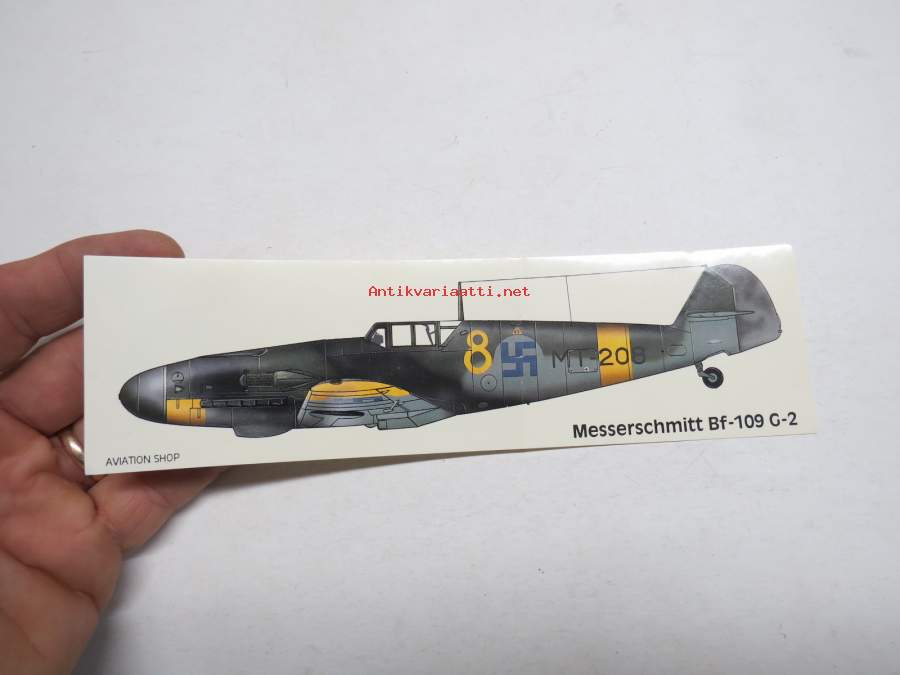 Antikvariaatti.net
8
MT-208
Messerschmitt Bf-109 G-2
AVIATION SHOP